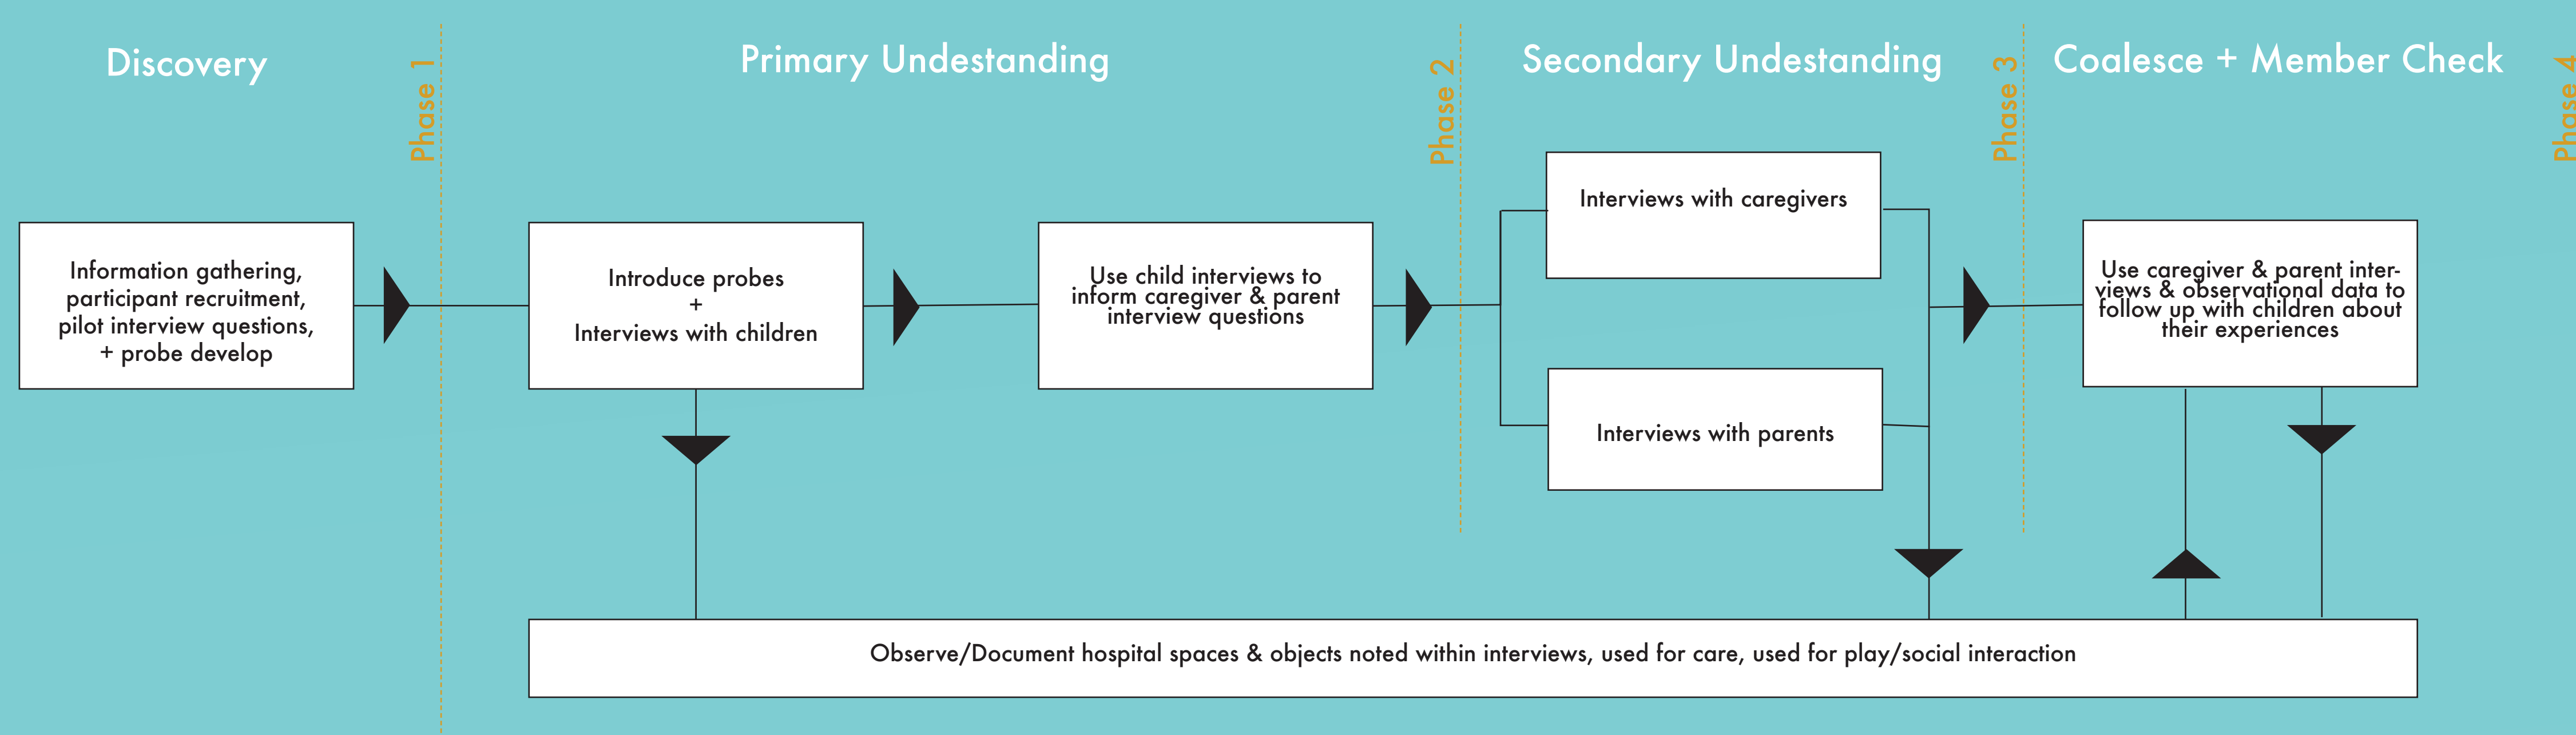 Discovery
Phase 1
Primary Undestanding
Phase 2
Secondary Undestanding
Phase 3
Coalesce + Member Check
Phase 4
Information gathering,
participant recruitment,
pilot interview questions,
+ probe develop
Introduce probes
+
Interviews with children
Use child interviews to
inform caregiver & parent
interview questions
Interviews with caregivers
Interviews with parents
Use caregiver & parent inter-
views & observational data to
follow up with children about
their experiences
Observe/Document hospital spaces & objects noted within interviews, used for care, used for play/social interaction